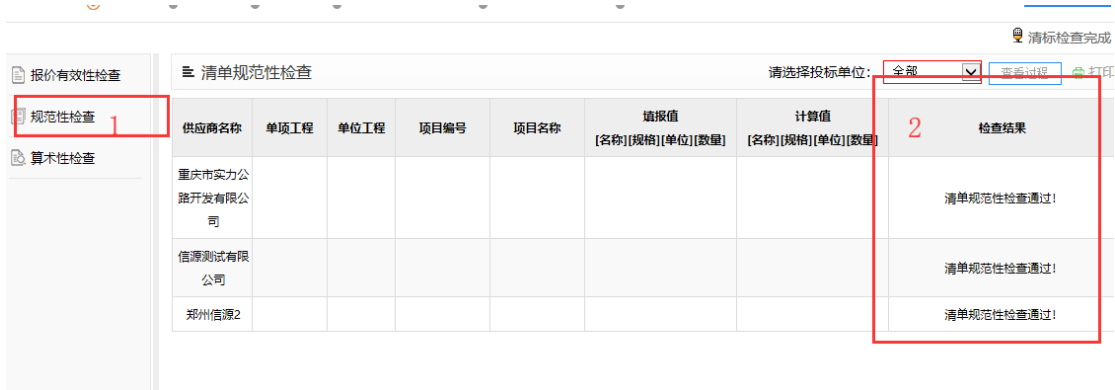 清标检查完成
报价有效性检查
规范性检查
1
算术性检查
清单规范性检查
请选择投标单位:
全部
查看过程
打印
供应商名称
单项工程
单位工程
项目编号
项目名称
填报值
[名称][规格][单位][数量]
计算值
[名称][规格][单位][数量]
2
检查结果
重庆市实力公
路开发有限公
司
清单规范性检查通过!
信源测试有限
公司
清单规范性检查通过!
郑州信源2
清单规范性检查通过!